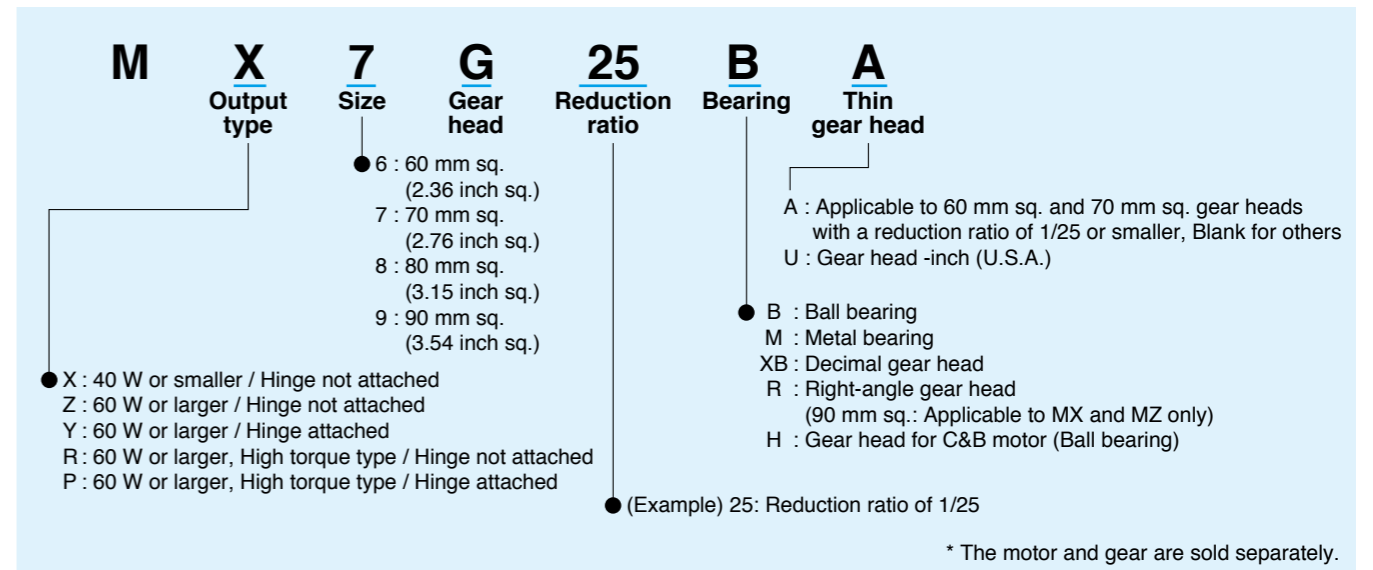 M X 7 G 25 B A
Output type
Size
Gear head
Reduction ratio
Bearing
Thin gear head
6 : 60 mm sq.
(2.36 inch sq.)
7 : 70 mm sq.
(2.76 inch sq.)
8 : 80 mm sq.
(3.15 inch sq.)
9 : 90 mm sq.
(3.54 inch sq.)
A : Applicable to 60 mm sq. and 70 mm sq. gear heads
with a reduction ratio of 1/25 or smaller, Blank for others
U : Gear head -inch (U.S.A.)
B : Ball bearing
M : Metal bearing
XB : Decimal gear head
R : Right-angle gear head
(90 mm sq.: Applicable to MX and MZ only)
H : Gear head for C&B motor (Ball bearing)
X : 40 W or smaller / Hinge not attached
Z : 60 W or larger / Hinge not attached
Y : 60 W or larger / Hinge attached
R : 60 W or larger, High torque type / Hinge not attached
P : 60 W or larger, High torque type / Hinge attached
(Example) 25: Reduction ratio of 1/25
* The motor and gear are sold separately.